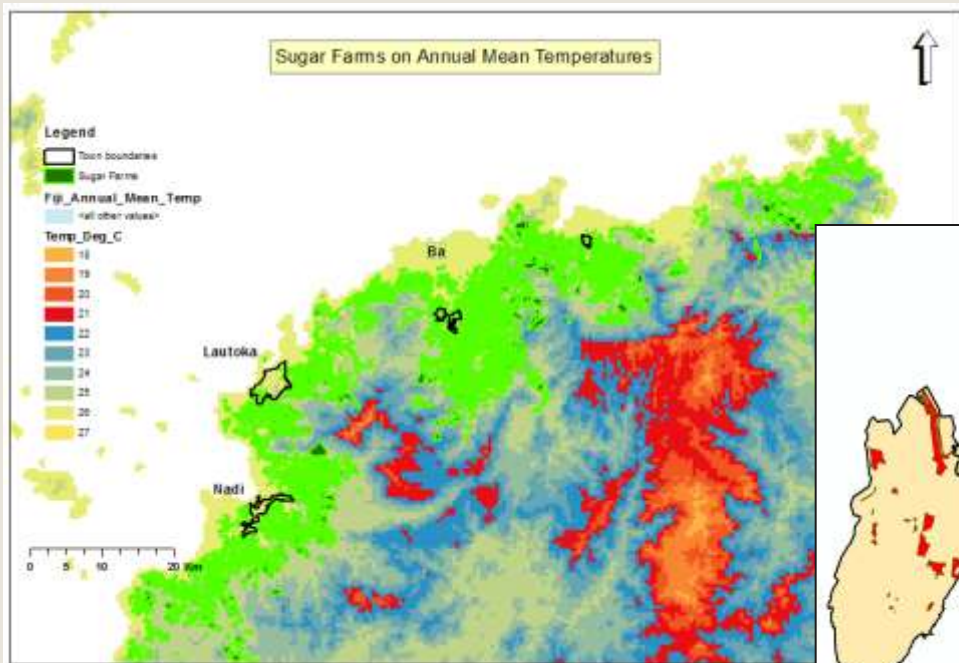 Sugar Farms on Annual Mean Temperatures
Legend
Town boundaries
Sugar Farms
Fiji_Annual_Mean_Temp
<all other values>
Temp_Deg_C
18
19
20
21
22
23
24
25
26
27
Ba
Lautoka
Nadi
0 5 10 20 Km